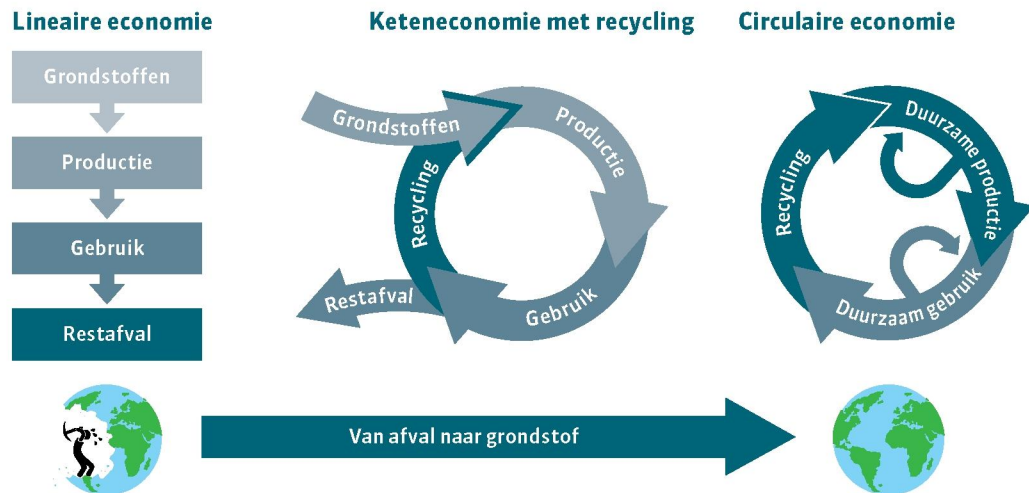 Lineaire economie
Keteneconomie met recycling
Circulaire economie
Grondstoffen
Productie
Gebruik
Restafval
Grondstoffen
Productie
Gebruik
Recycling
Restafval
Duurzame productie
Duurzaam gebruik
Recycling
Van afval naar grondstof